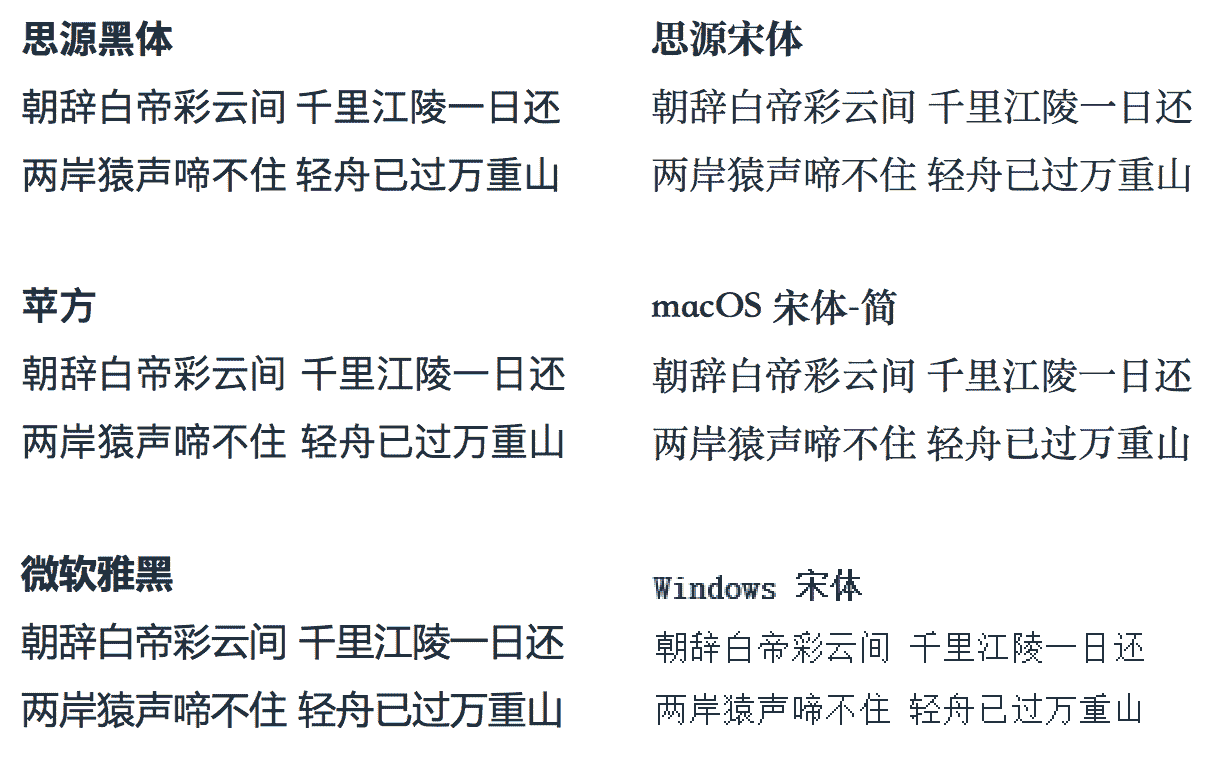 思源黑体
朝辞白帝彩云间 千里江陵一日还
两岸猿声啼不住 轻舟已过万重山
思源宋体
朝辞白帝彩云间 千里江陵一日还
两岸猿声啼不住 轻舟已过万重山
苹方
朝辞白帝彩云间 千里江陵一日还
两岸猿声啼不住 轻舟已过万重山
macOS 宋体-简
朝辞白帝彩云间 千里江陵一日还
两岸猿声啼不住 轻舟已过万重山
微软雅黑
朝辞白帝彩云间 千里江陵一日还
两岸猿声啼不住 轻舟已过万重山
Windows 宋体
朝辞白帝彩云间 千里江陵一日还
两岸猿声啼不住 轻舟已过万重山